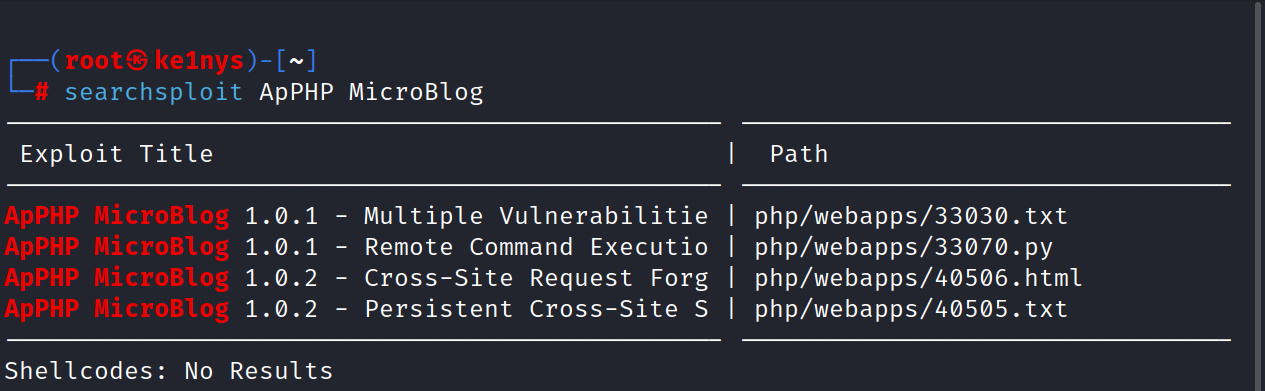 ┌──(root㉿ke1nys)-[~]
└─# searchsploit ApPHP MicroBlog
Exploit Title | Path
ApPHP MicroBlog 1.0.1 - Multiple Vulnerabilitie | php/webapps/33030.txt
ApPHP MicroBlog 1.0.1 - Remote Command Executio | php/webapps/33070.py
ApPHP MicroBlog 1.0.2 - Cross-Site Request Forg | php/webapps/40506.html
ApPHP MicroBlog 1.0.2 - Persistent Cross-Site S | php/webapps/40505.txt
Shellcodes: No Results